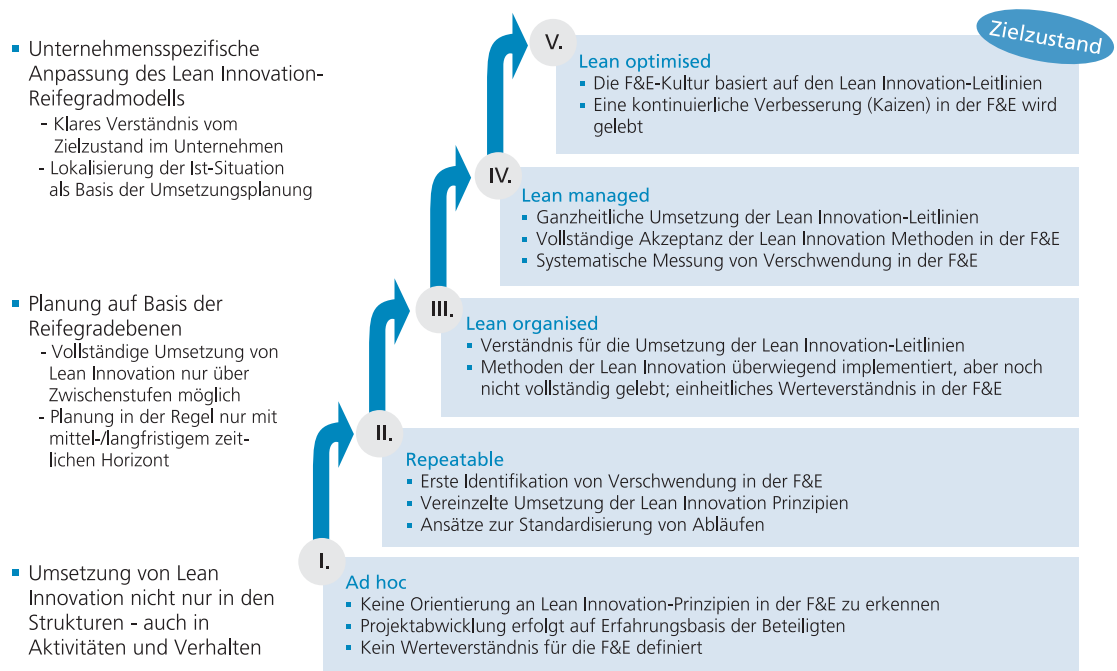 Zielzustand
▪ Unternehmensspezifische
Anpassung des Lean Innovation-
Reifegradmodells
- Klares Verständnis vom
Zielzustand im Unternehmen
- Lokalisierung der Ist-Situation
als Basis der Umsetzungsplanung
▪ Planung auf Basis der
Reifegradebenen
- Vollständige Umsetzung von
Lean Innovation nur über
Zwischenstufen möglich
- Planung in der Regel nur mit
mittel-/langfristigem zeit-
lichen Horizont
▪ Umsetzung von Lean
Innovation nicht nur in den
Strukturen - auch in
Aktivitäten und Verhalten
V.
Lean optimised
▪ Die F&E-Kultur basiert auf den Lean Innovation-Leitlinien
▪ Eine kontinuierliche Verbesserung (Kaizen) in der F&E wird
gelebt
IV.
Lean managed
▪ Ganzheitliche Umsetzung der Lean Innovation-Leitlinien
▪ Vollständige Akzeptanz der Lean Innovation Methoden in der F&E
▪ Systematische Messung von Verschwendung in der F&E
III.
Lean organised
▪ Verständnis für die Umsetzung der Lean Innovation-Leitlinien
▪ Methoden der Lean Innovation überwiegend implementiert, aber noch
nicht vollständig gelebt; einheitliches Werteverständnis in der F&E
II.
Repeatable
▪ Erste Identifikation von Verschwendung in der F&E
▪ Vereinzelte Umsetzung der Lean Innovation Prinzipien
▪ Ansätze zur Standardisierung von Abläufen
I.
Ad hoc
▪ Keine Orientierung an Lean Innovation-Prinzipien in der F&E zu erkennen
▪ Projektabwicklung erfolgt auf Erfahrungsbasis der Beteiligten
▪ Kein Werteverständnis für die F&E definiert